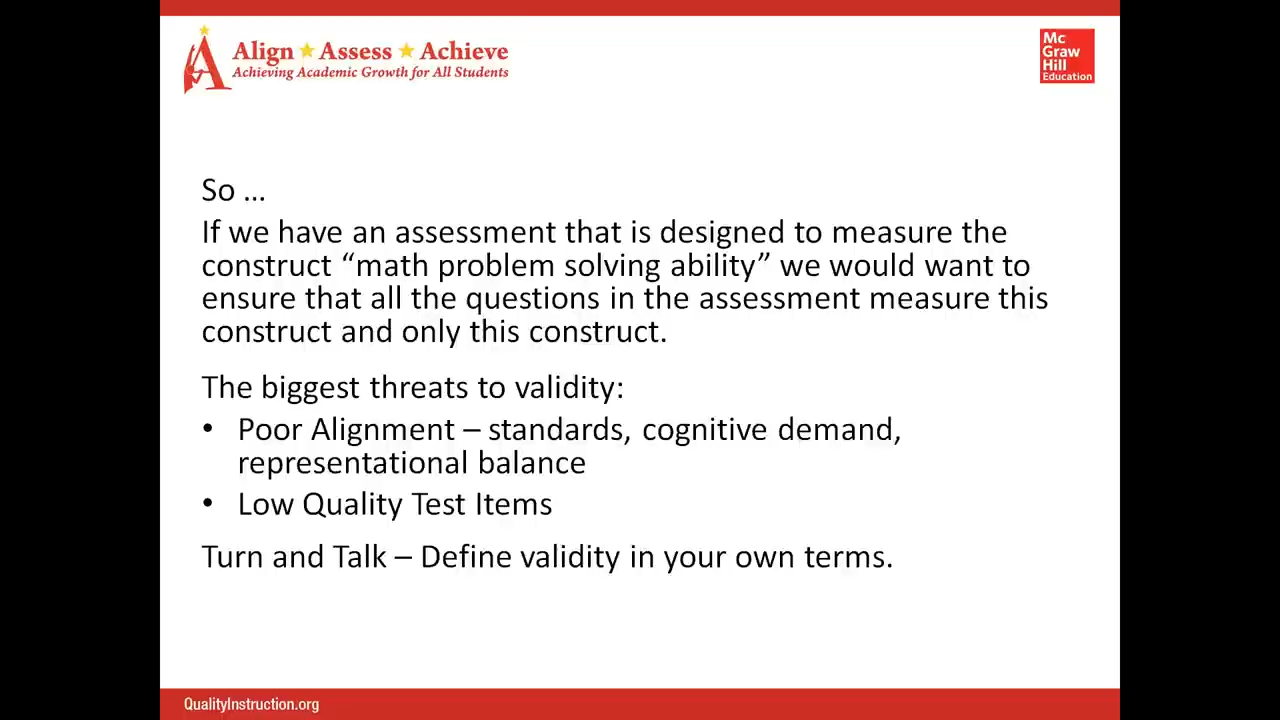 Align ★ Assess ★ Achieve
Achieving Academic Growth for All Students
Mc
Graw
Hill
Education
So …
If we have an assessment that is designed to measure the
construct “math problem solving ability” we would want to
ensure that all the questions in the assessment measure this
construct and only this construct.
The biggest threats to validity:
• Poor Alignment – standards, cognitive demand,
representational balance
• Low Quality Test Items
Turn and Talk – Define validity in your own terms.
QualityInstruction.org